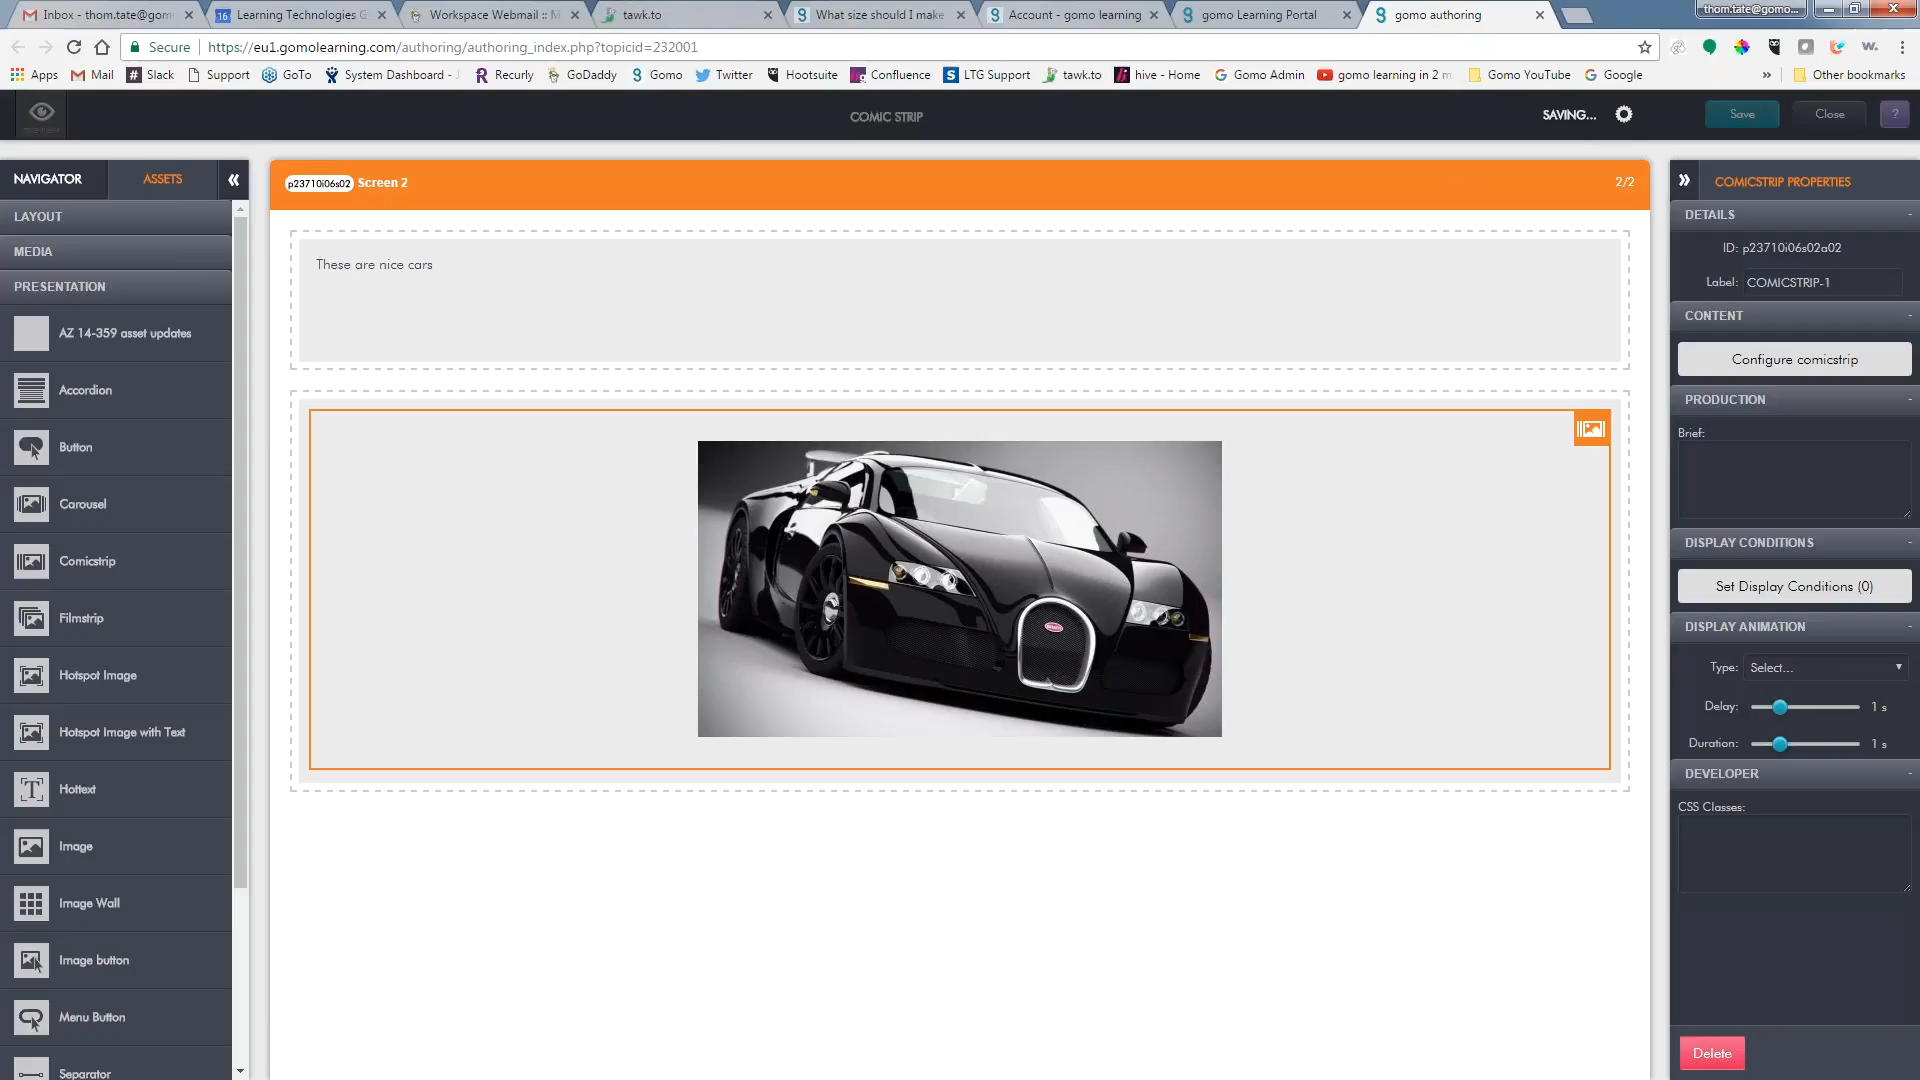 Inbox - thom.tate@gom
Learning Technologies G
Workspace Webmail :: M
tawk.to
What size should I make
Account - gomo learning
gomo Learning Portal
gomo authoring
thom.tate@gomo...
Secure
https://eu1.gomolearning.com/authoring/authoring_index.php?topicid=232001
Apps
Mail
Slack
Support
GoTo
System Dashboard -
Recurly
GoDaddy
Gomo
Twitter
Hootsuite
Confluence
LTG Support
tawk.to
hive - Home
Gomo Admin
gomo learning in 2 m
Gomo YouTube
Google
»
Other bookmarks
COMIC STRIP
SAVING...
Save
Close
?
NAVIGATOR
ASSETS
LAYOUT
MEDIA
PRESENTATION
AZ 14-359 asset updates
Accordion
Button
Carousel
Comicstrip
Filmstrip
Hotspot Image
Hotspot Image with Text
Hottext
Image
Image Wall
Image button
Menu Button
Separator
p23710i06s02 Screen 2
2/2
These are nice cars
COMICSTRIP PROPERTIES
DETAILS -
ID: p23710i06s02a02
Label: COMICSTRIP-1
CONTENT -
Configure comicstrip
PRODUCTION -
Brief:
DISPLAY CONDITIONS -
Set Display Conditions (0)
DISPLAY ANIMATION -
Type: Select...
Delay: 1 s
Duration: 1 s
DEVELOPER -
CSS Classes:
Delete